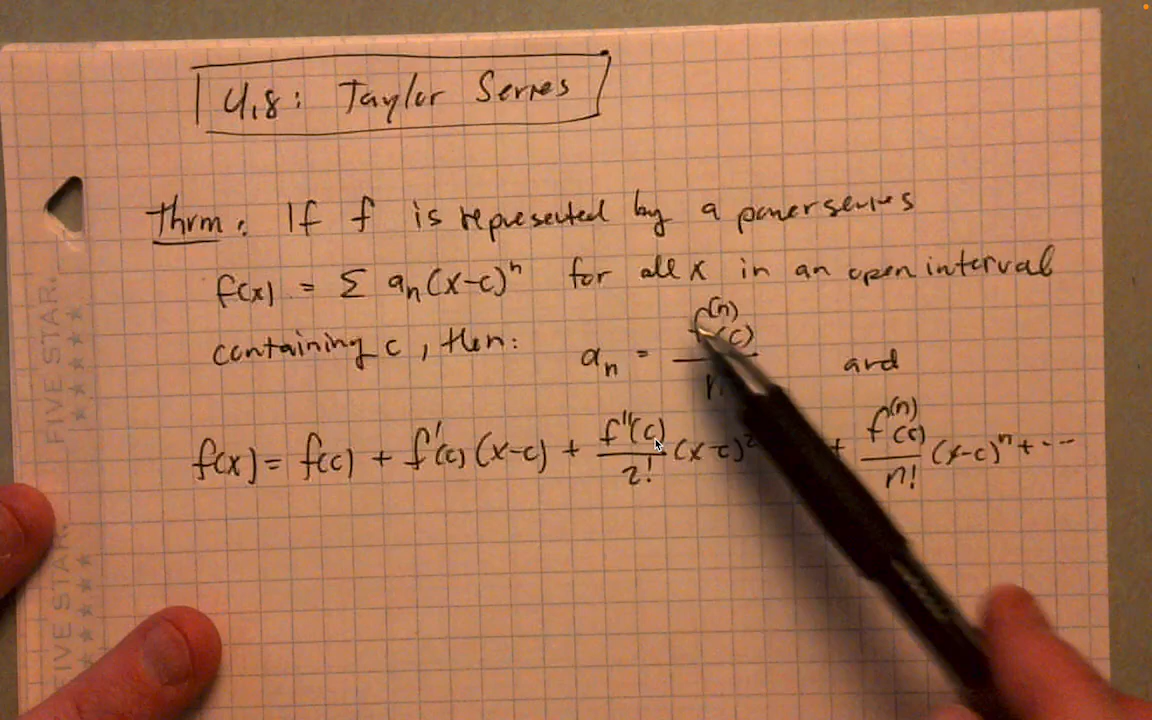 4.8: Taylor Series
Thrm: If f is represented by a power series
f(x) = Σ aₙ(x-c)ⁿ for all x in an open interval
containing c, then: aₙ = f⁽ⁿ⁾(c) / n and
f(x) = f(c) + f'(c)(x-c) + f''(c)/2! (x-c)² + f⁽ⁿ⁾(c)/n! (x-c)ⁿ + ---
FIVE STAR.
FIVE STAR.